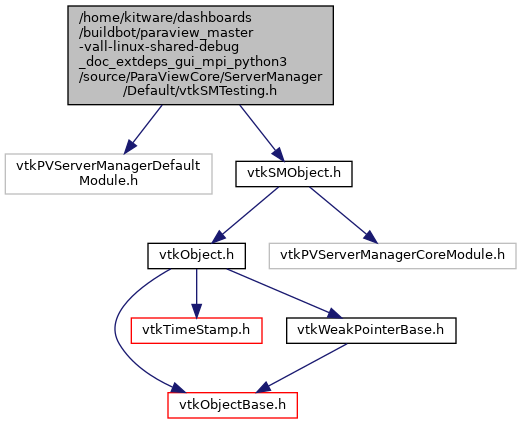 /home/kitware/dashboards
/buildbot/paraview_master
-vall-linux-shared-debug
_doc_extdeps_gui_mpi_python3
/source/ParaViewCore/ServerManager
/Default/vtkSMTesting.h
vtkPVServerManagerDefault
Module.h
vtkSMObject.h
vtkObject.h
vtkPVServerManagerCoreModule.h
vtkTimeStamp.h
vtkWeakPointerBase.h
vtkObjectBase.h